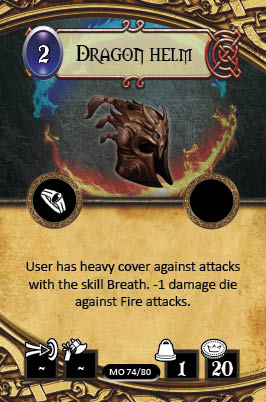 2
DRAGON HELM
User has heavy cover against attacks
with the skill Breath. -1 damage die
against Fire attacks.
~ ~ MO 74/80 1 20